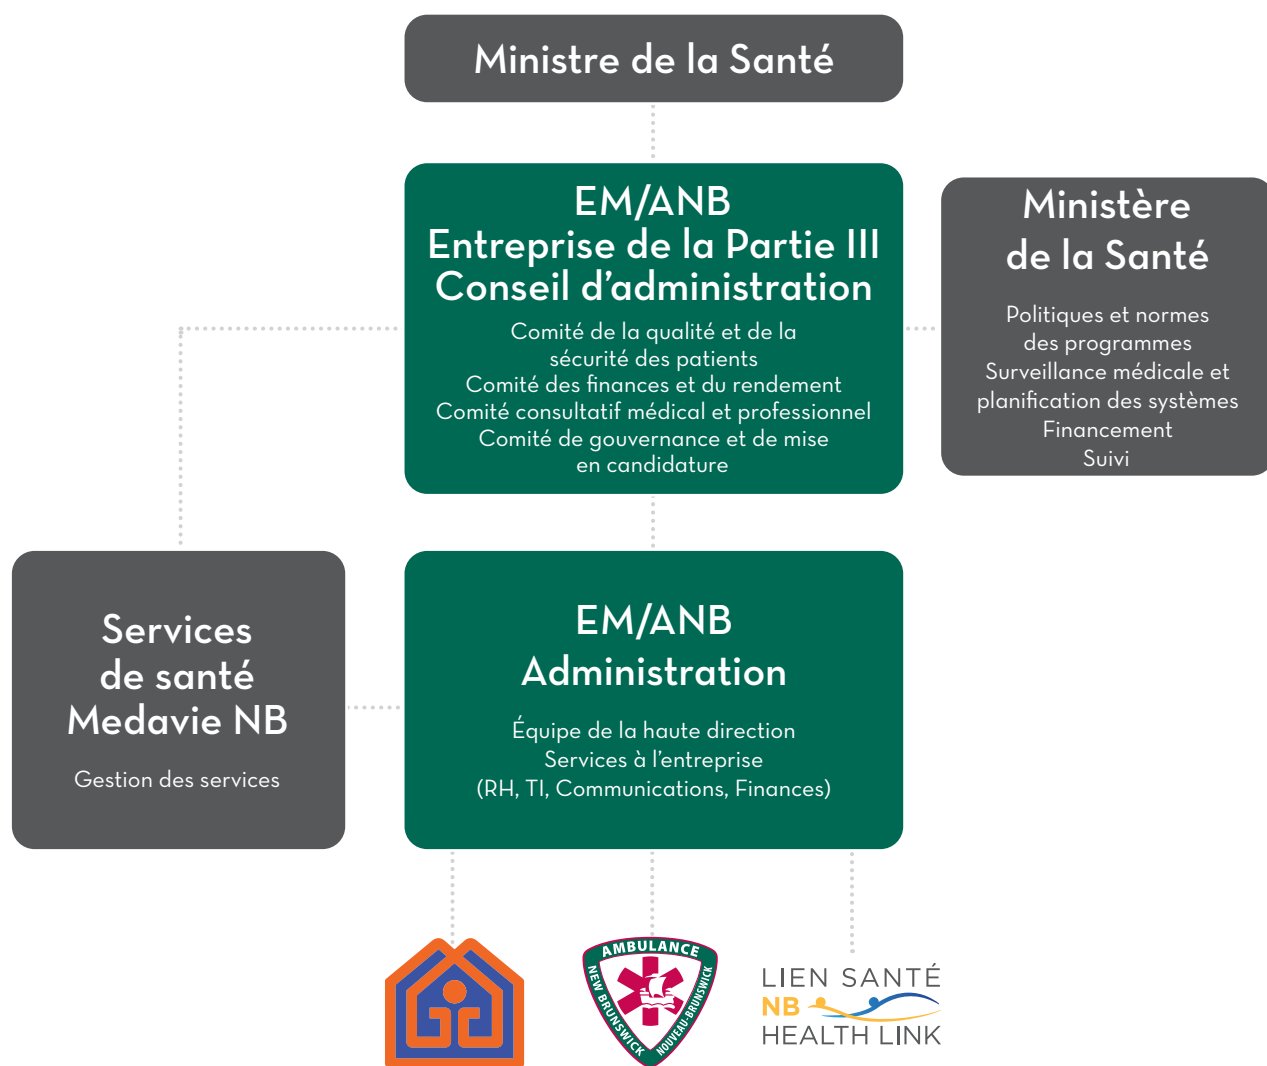 Ministre de la Santé
EM/ANB
Entreprise de la Partie III
Conseil d’administration
Comité de la qualité et de la
sécurité des patients
Comité des finances et du rendement
Comité consultatif médical et professionnel
Comité de gouvernance et de mise
en candidature
Ministère
de la Santé
Politiques et normes
des programmes
Surveillance médicale et
planification des systèmes
Financement
Suivi
Services
de santé
Medavie NB
Gestion des services
EM/ANB
Administration
Équipe de la haute direction
Services à l’entreprise
(RH, TI, Communications, Finances)
AMBULANCE
NEW BRUNSWICK
NOUVEAU-BRUNSWICK
LIEN SANTÉ
NB
HEALTH LINK